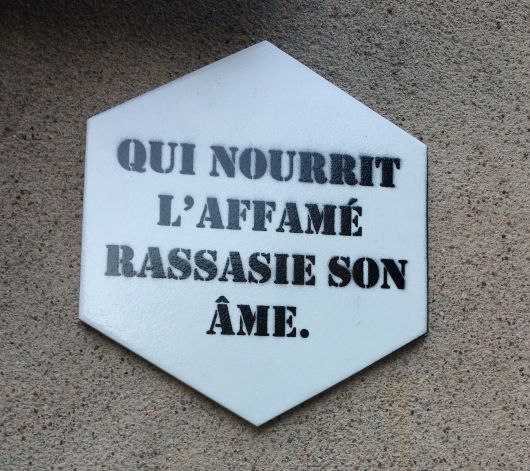 QUI NOURRIT
L'AFFAMÉ
RASSASIE SON
ÂME.